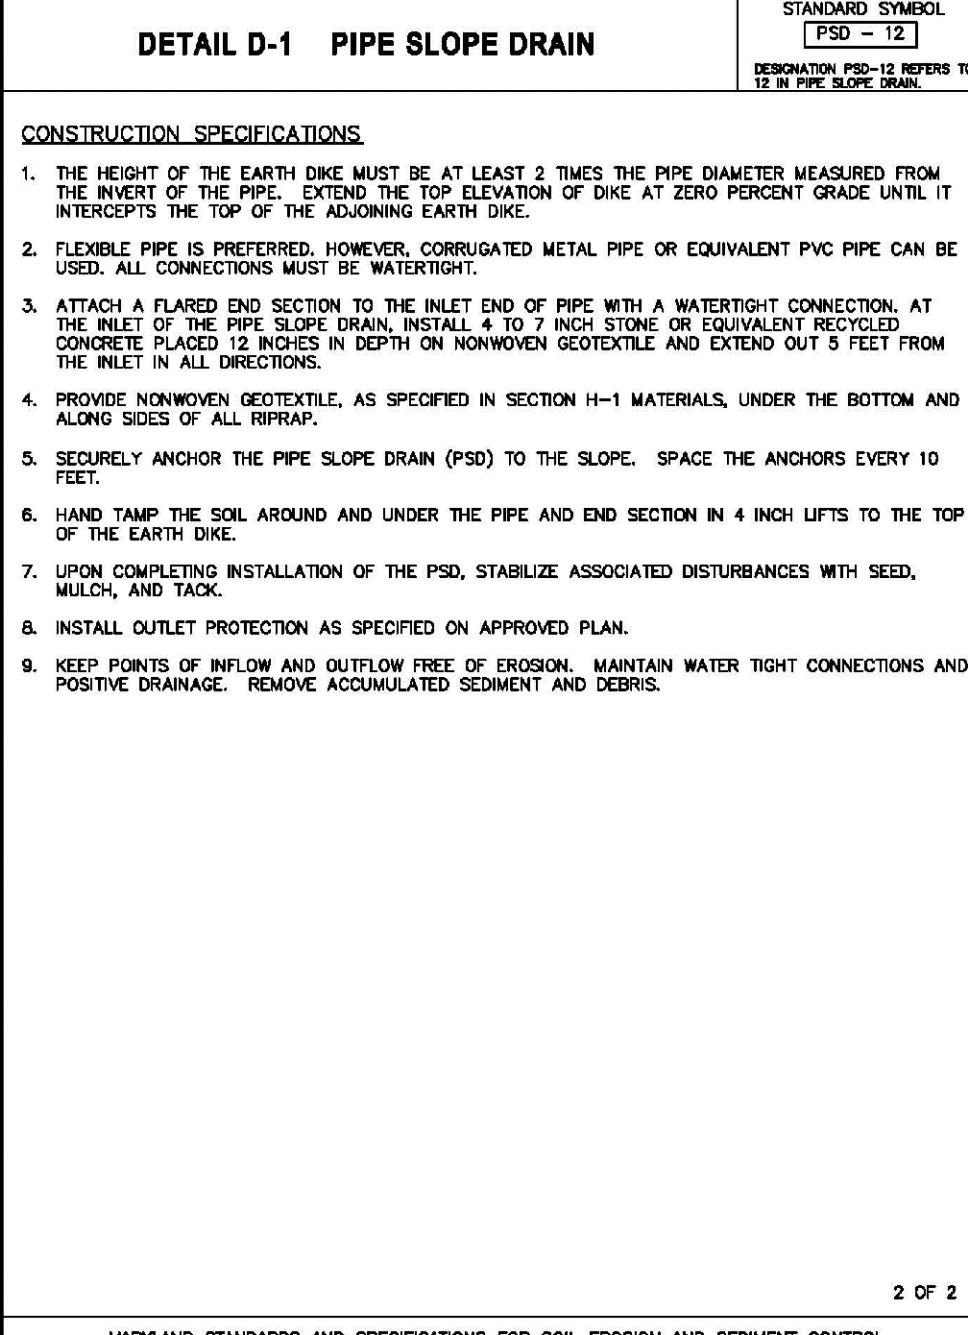 STANDARD SYMBOL
PSD - 12
DETAIL D-1 PIPE SLOPE DRAIN
DESIGNATION PSD-12 REFERS TO
12 IN PIPE SLOPE DRAIN.
CONSTRUCTION SPECIFICATIONS
1. THE HEIGHT OF THE EARTH DIKE MUST BE AT LEAST 2 TIMES THE PIPE DIAMETER MEASURED FROM
THE INVERT OF THE PIPE. EXTEND THE TOP ELEVATION OF DIKE AT ZERO PERCENT GRADE UNTIL IT
INTERCEPTS THE TOP OF THE ADJOINING EARTH DIKE.
2. FLEXIBLE PIPE IS PREFERRED. HOWEVER, CORRUGATED METAL PIPE OR EQUIVALENT PVC PIPE CAN BE
USED. ALL CONNECTIONS MUST BE WATERTIGHT.
3. ATTACH A FLARED END SECTION TO THE INLET END OF PIPE WITH A WATERTIGHT CONNECTION. AT
THE INLET OF THE PIPE SLOPE DRAIN, INSTALL 4 TO 7 INCH STONE OR EQUIVALENT RECYCLED
CONCRETE PLACED 12 INCHES IN DEPTH ON NONWOVEN GEOTEXTILE AND EXTEND OUT 5 FEET FROM
THE INLET IN ALL DIRECTIONS.
4. PROVIDE NONWOVEN GEOTEXTILE, AS SPECIFIED IN SECTION H-1 MATERIALS, UNDER THE BOTTOM AND
ALONG SIDES OF ALL RIPRAP.
5. SECURELY ANCHOR THE PIPE SLOPE DRAIN (PSD) TO THE SLOPE. SPACE THE ANCHORS EVERY 10
FEET.
6. HAND TAMP THE SOIL AROUND AND UNDER THE PIPE AND END SECTION IN 4 INCH LIFTS TO THE TOP
OF THE EARTH DIKE.
7. UPON COMPLETING INSTALLATION OF THE PSD, STABILIZE ASSOCIATED DISTURBANCES WITH SEED,
MULCH, AND TACK.
8. INSTALL OUTLET PROTECTION AS SPECIFIED ON APPROVED PLAN.
9. KEEP POINTS OF INFLOW AND OUTFLOW FREE OF EROSION. MAINTAIN WATER TIGHT CONNECTIONS AND
POSITIVE DRAINAGE. REMOVE ACCUMULATED SEDIMENT AND DEBRIS.
2 OF 2
MARYLAND STANDARDS AND SPECIFICATIONS FOR SOIL EROSION AND SEDIMENT CONTROL